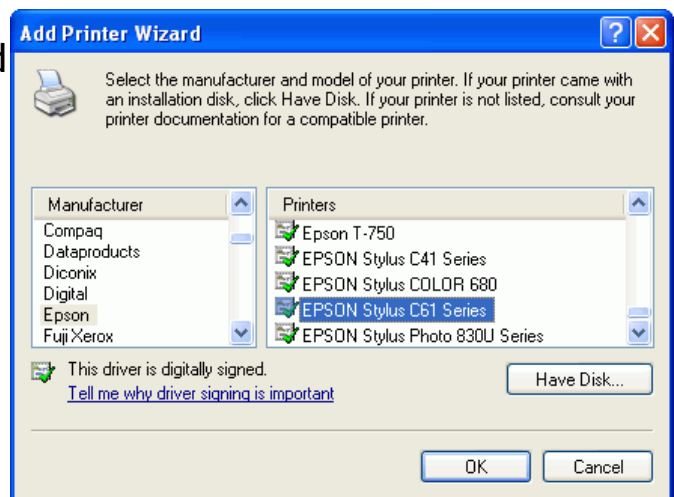 Add Printer Wizard
d
Select the manufacturer and model of your printer. If your printer came with
an installation disk, click Have Disk. If your printer is not listed, consult your
printer documentation for a compatible printer.
Manufacturer
Compaq
Dataproducts
Diconix
Digital
Epson
Fuji Xerox
Printers
Epson T-750
EPSON Stylus C41 Series
EPSON Stylus COLOR 680
EPSON Stylus C61 Series
EPSON Stylus Photo 830U Series
This driver is digitally signed.
Tell me why driver signing is important
Have Disk...
OK
Cancel